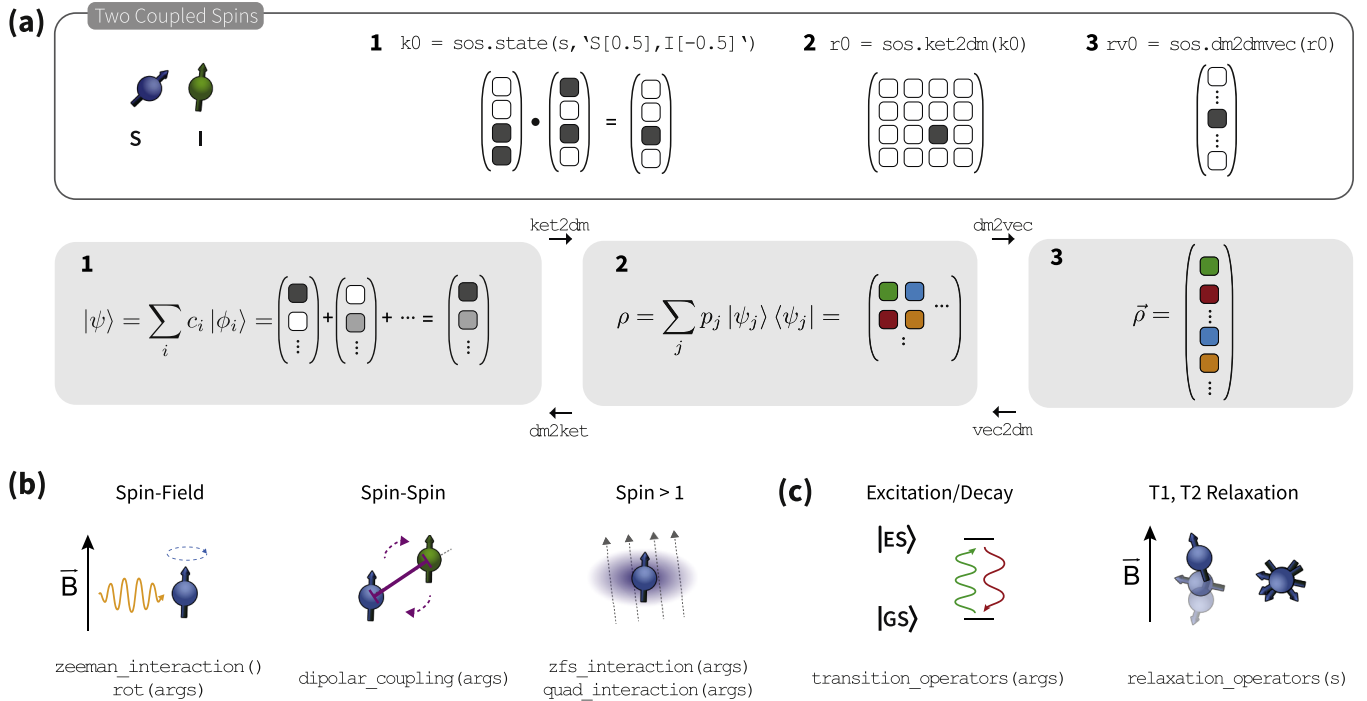 (a)
Two Coupled Spins
S I
1 k0 = sos.state(s,‘S[0.5],I[-0.5]‘)
• =
2 r0 = sos.ket2dm(k0)
3 rv0 = sos.dm2dmvec(r0)
ket2dm
dm2vec
1
|ψ⟩ = ∑_i c_i |φ_i⟩ = + + ··· =
2
ρ = ∑_j p_j |ψ_j⟩ ⟨ψ_j| =
3
ρ⃗ =
dm2ket
vec2dm
(b)
Spin-Field
B⃗
zeeman_interaction()
rot(args)
Spin-Spin
dipolar_coupling(args)
Spin > 1
zfs_interaction(args)
quad_interaction(args)
(c)
Excitation/Decay
|ES⟩
|GS⟩
transition_operators(args)
T1, T2 Relaxation
B⃗
relaxation_operators(s)